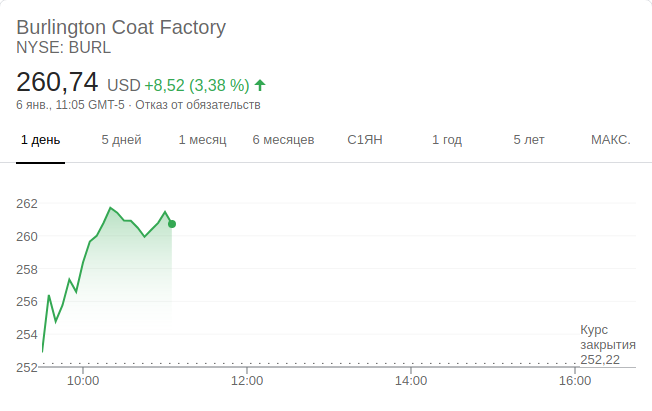 Burlington Coat Factory
NYSE: BURL
260,74 USD +8,52 (3,38 %)
6 янв., 11:05 GMT-5 · Отказ от обязательств
1 день 5 дней 1 месяц 6 месяцев С1ЯН 1 год 5 лет МАКС.
262
260
258
256
254
Курс
закрытия
252,22
252
10:00 12:00 14:00 16:00